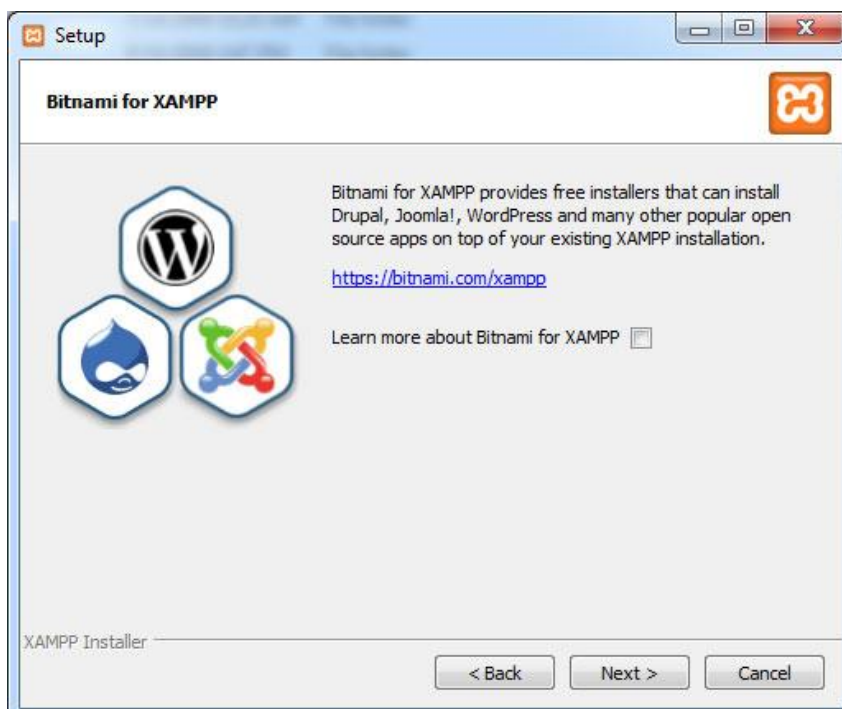 Setup
Bitnami for XAMPP
Bitnami for XAMPP provides free installers that can install
Drupal, Joomla!, WordPress and many other popular open
source apps on top of your existing XAMPP installation.
https://bitnami.com/xampp
Learn more about Bitnami for XAMPP
XAMPP Installer
< Back Next > Cancel